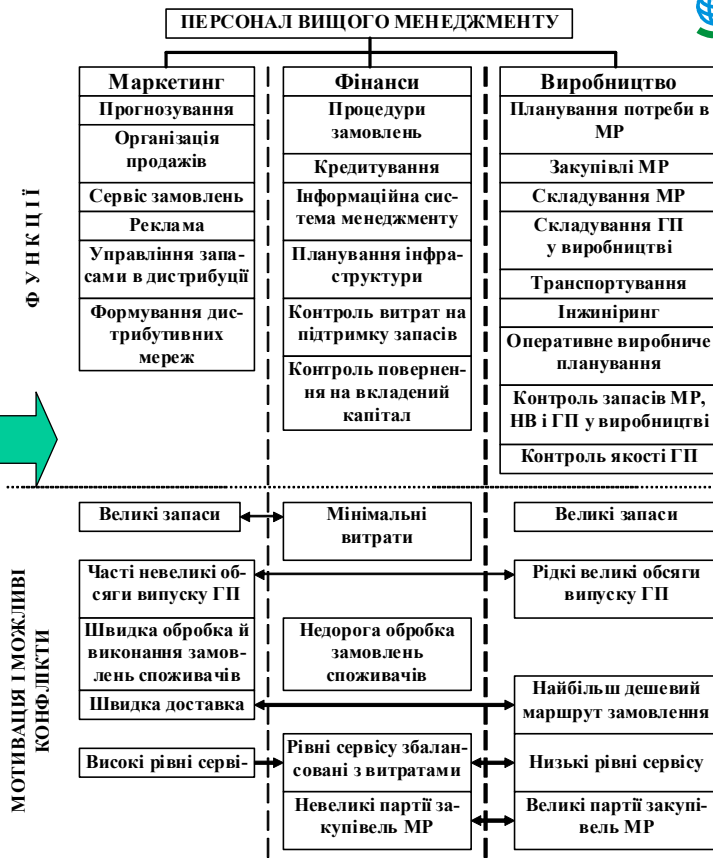 ПЕРСОНАЛ ВИЩОГО МЕНЕДЖМЕНТУ
Маркетинг
Прогнозування
Організація
продажів
Сервіс замовлень
Реклама
Управління запа-
сами в дистрибуції
Формування дис-
трибутивних
мереж
Фінанси
Процедури
замовлень
Кредитування
Інформаційна сис-
тема менеджменту
Планування інфра-
структури
Контроль витрат на
підтримку запасів
Контроль повернен-
ня на вкладений
капітал
Виробництво
Планування потреби в
МР
Закупівлі МР
Складування МР
Складування ГП
у виробництві
Транспортування
Інжиніринг
Оперативне виробниче
планування
Контроль запасів МР,
НВ і ГП у виробництві
Контроль якості ГП
ФУНКЦІЇ
Великі запаси
Мінімальні
витрати
Великі запаси
Часті невеликі об-
сяги випуску ГП
Рідкі великі обсяги
випуску ГП
Швидка обробка й
виконання замов-
лень споживачів
Недорога обробка
замовлень
споживачів
Швидка доставка
Найбільш дешевий
маршрут замовлення
Високі рівні серві-
Рівні сервісу збалан-
совані з витратами
Низькі рівні сервісу
Невеликі партії за-
купівель МР
Великі партії закупі-
вель МР
МОТИВАЦІЯ І МОЖЛИВІ
КОНФЛІКТИ